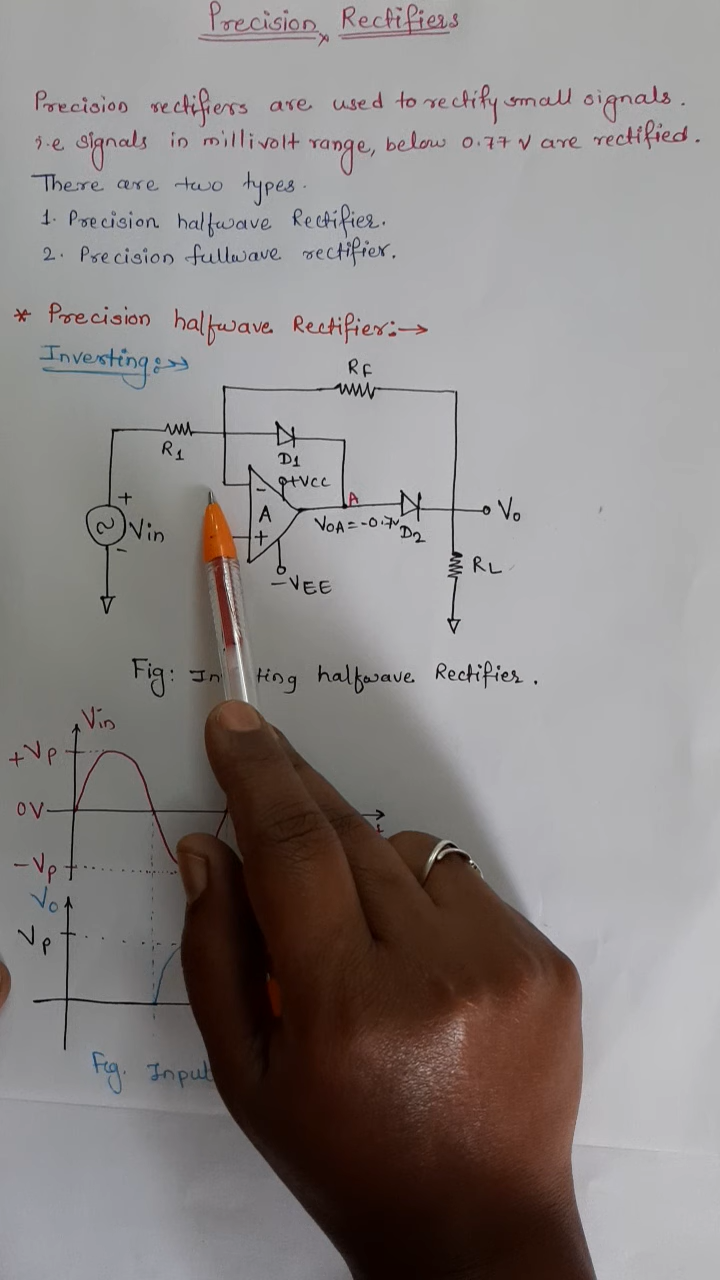 Precision Rectifiers
Precision rectifiers are used to rectify small signals.
i.e signals in millivolt range, below 0.77 V are rectified.
There are two types.
1. Precision halfwave Rectifier.
2. Precision fullwave rectifier.
* Precision halfwave Rectifier:→
Inverting:→→
RF
R1
D1
+VCC
+
Vin
-
-
A
+
A
VOA=-0.7V
D2
Vo
RL
-VEE
Fig: In ting halfwave Rectifier.
Vin
+Vp
0V
t
-Vp
Vo
Vp
Fig. Input